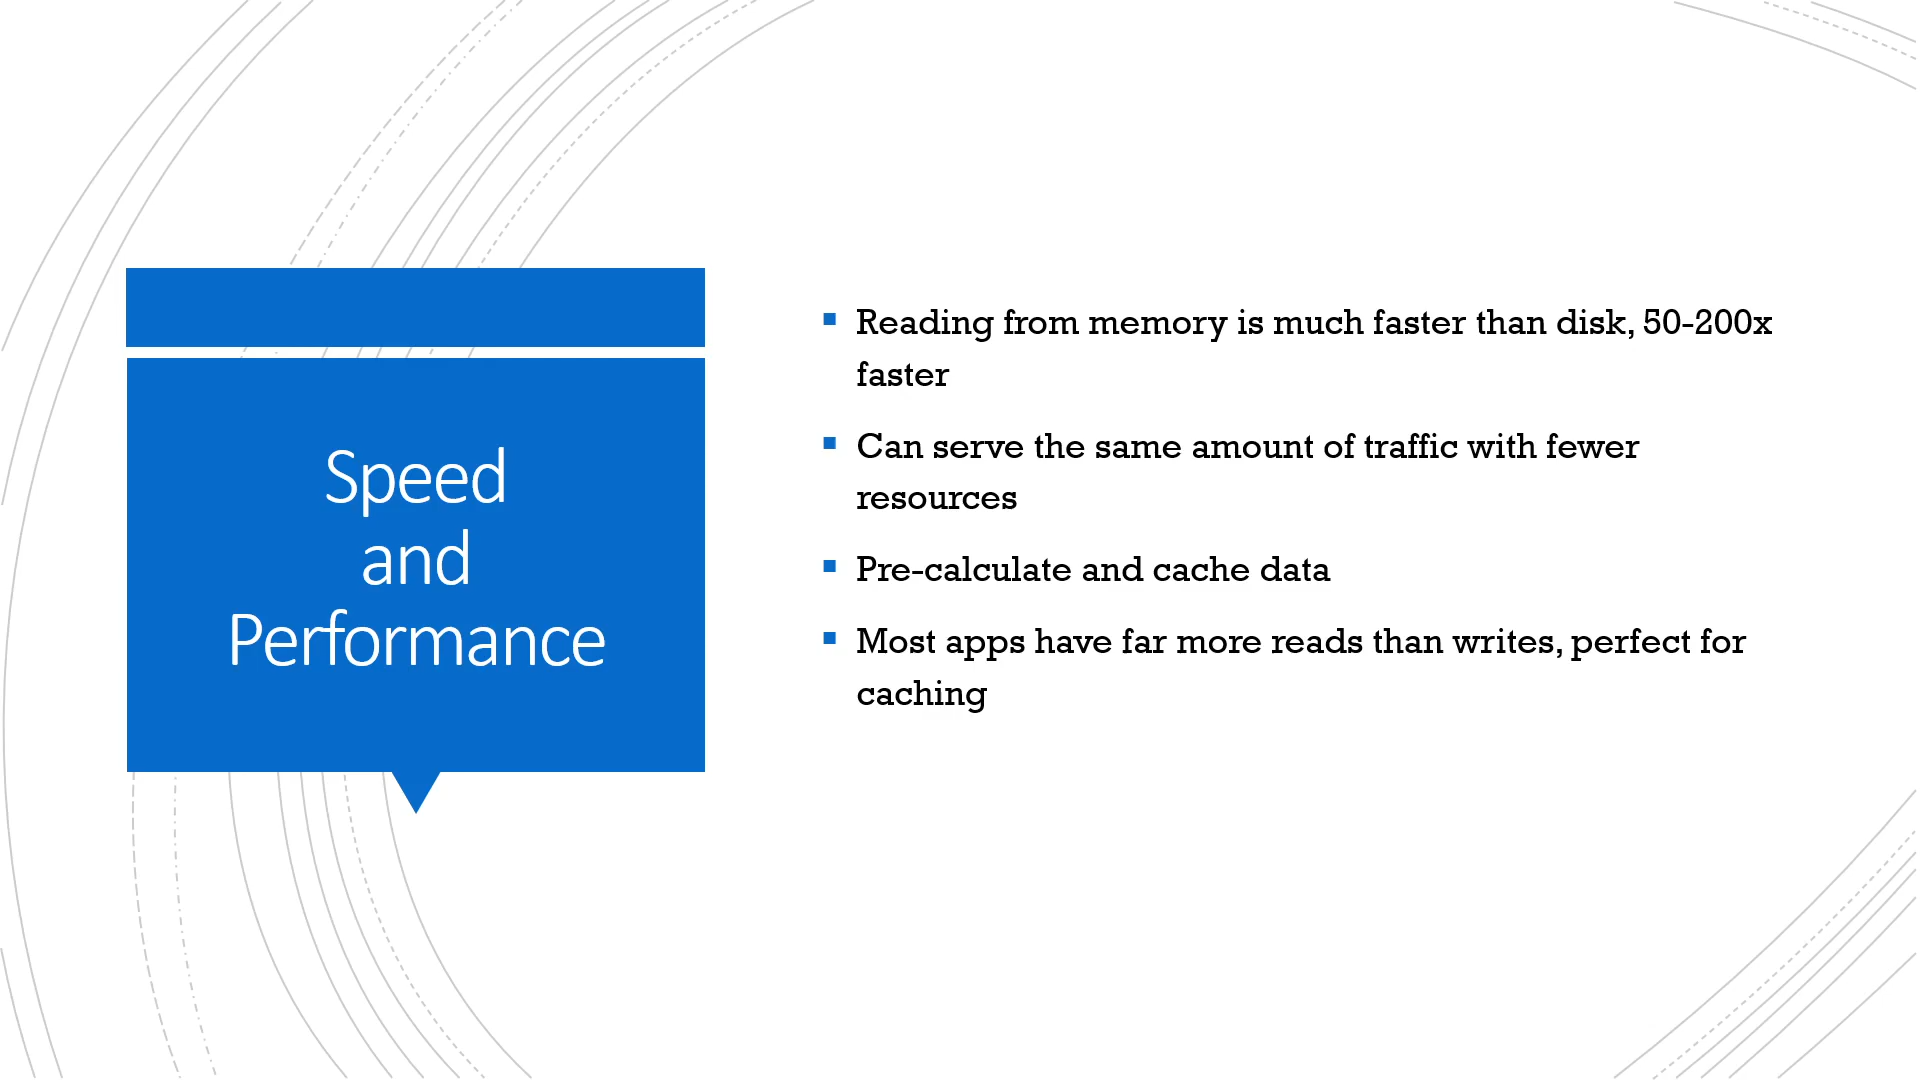 Speed
and
Performance
▪ Reading from memory is much faster than disk, 50-200x
faster
▪ Can serve the same amount of traffic with fewer
resources
▪ Pre-calculate and cache data
▪ Most apps have far more reads than writes, perfect for
caching